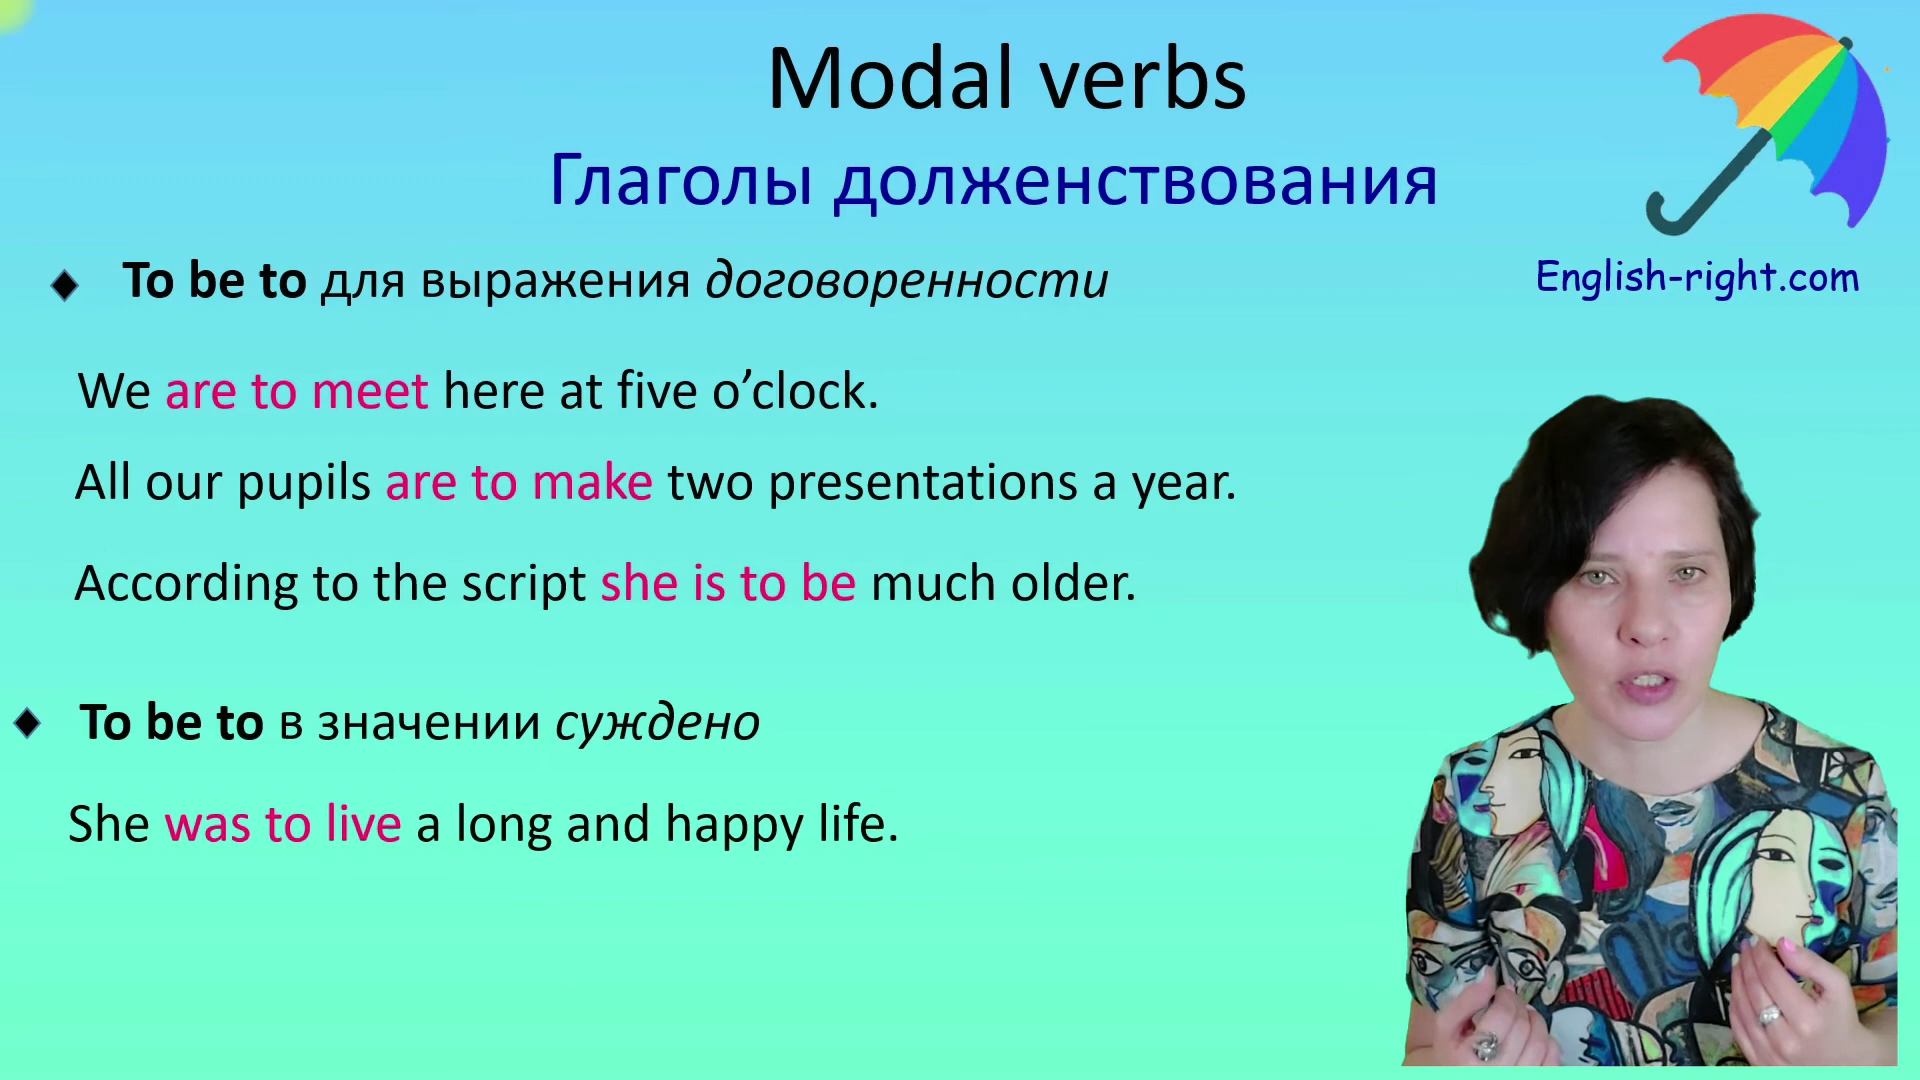 Modal verbs
Глаголы долженствования
To be to для выражения договоренности
English-right.com
We are to meet here at five o’clock.
All our pupils are to make two presentations a year.
According to the script she is to be much older.
To be to в значении суждено
She was to live a long and happy life.